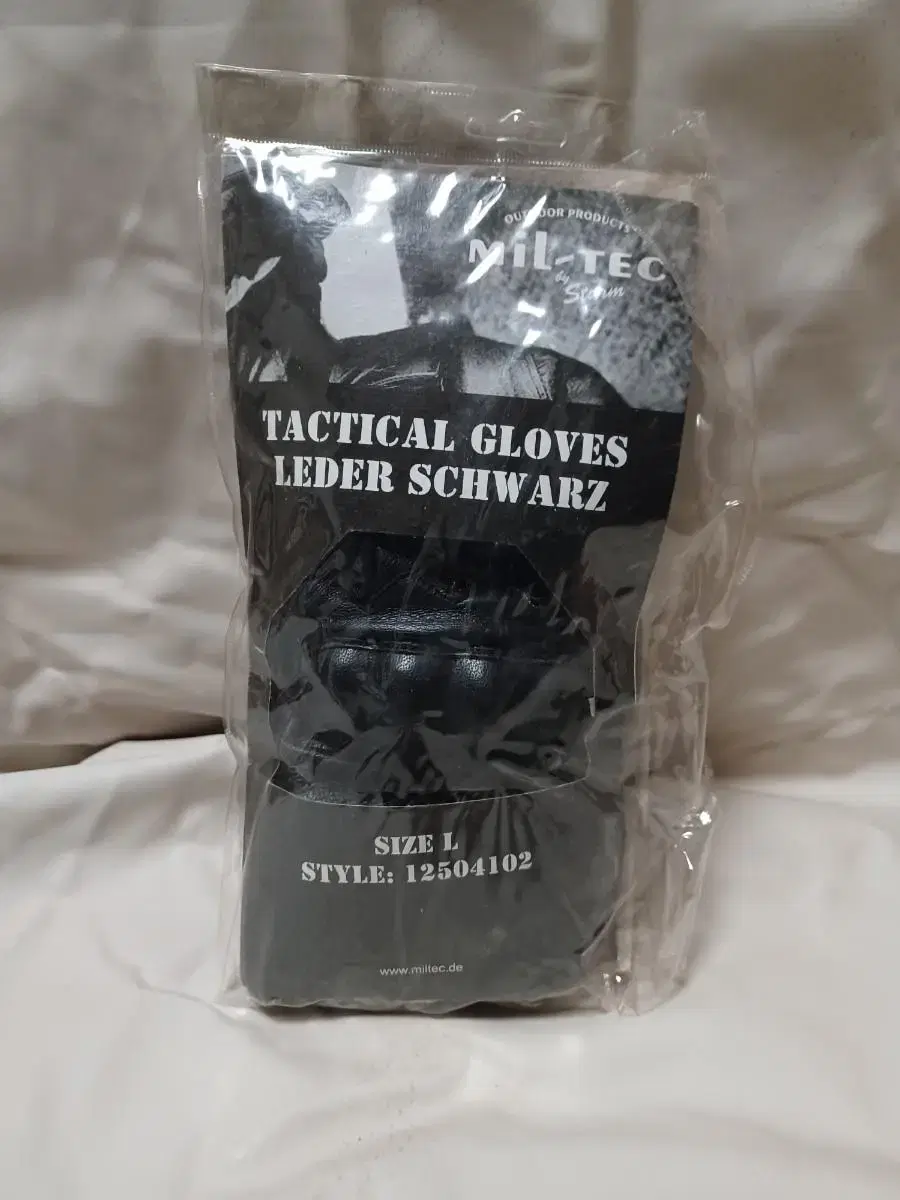 OUTDOOR PRODUCTS
MIL-TEC
by
Sturm
TACTICAL GLOVES
LEDER SCHWARZ
SIZE L
STYLE: 12504102
www.miltec.de